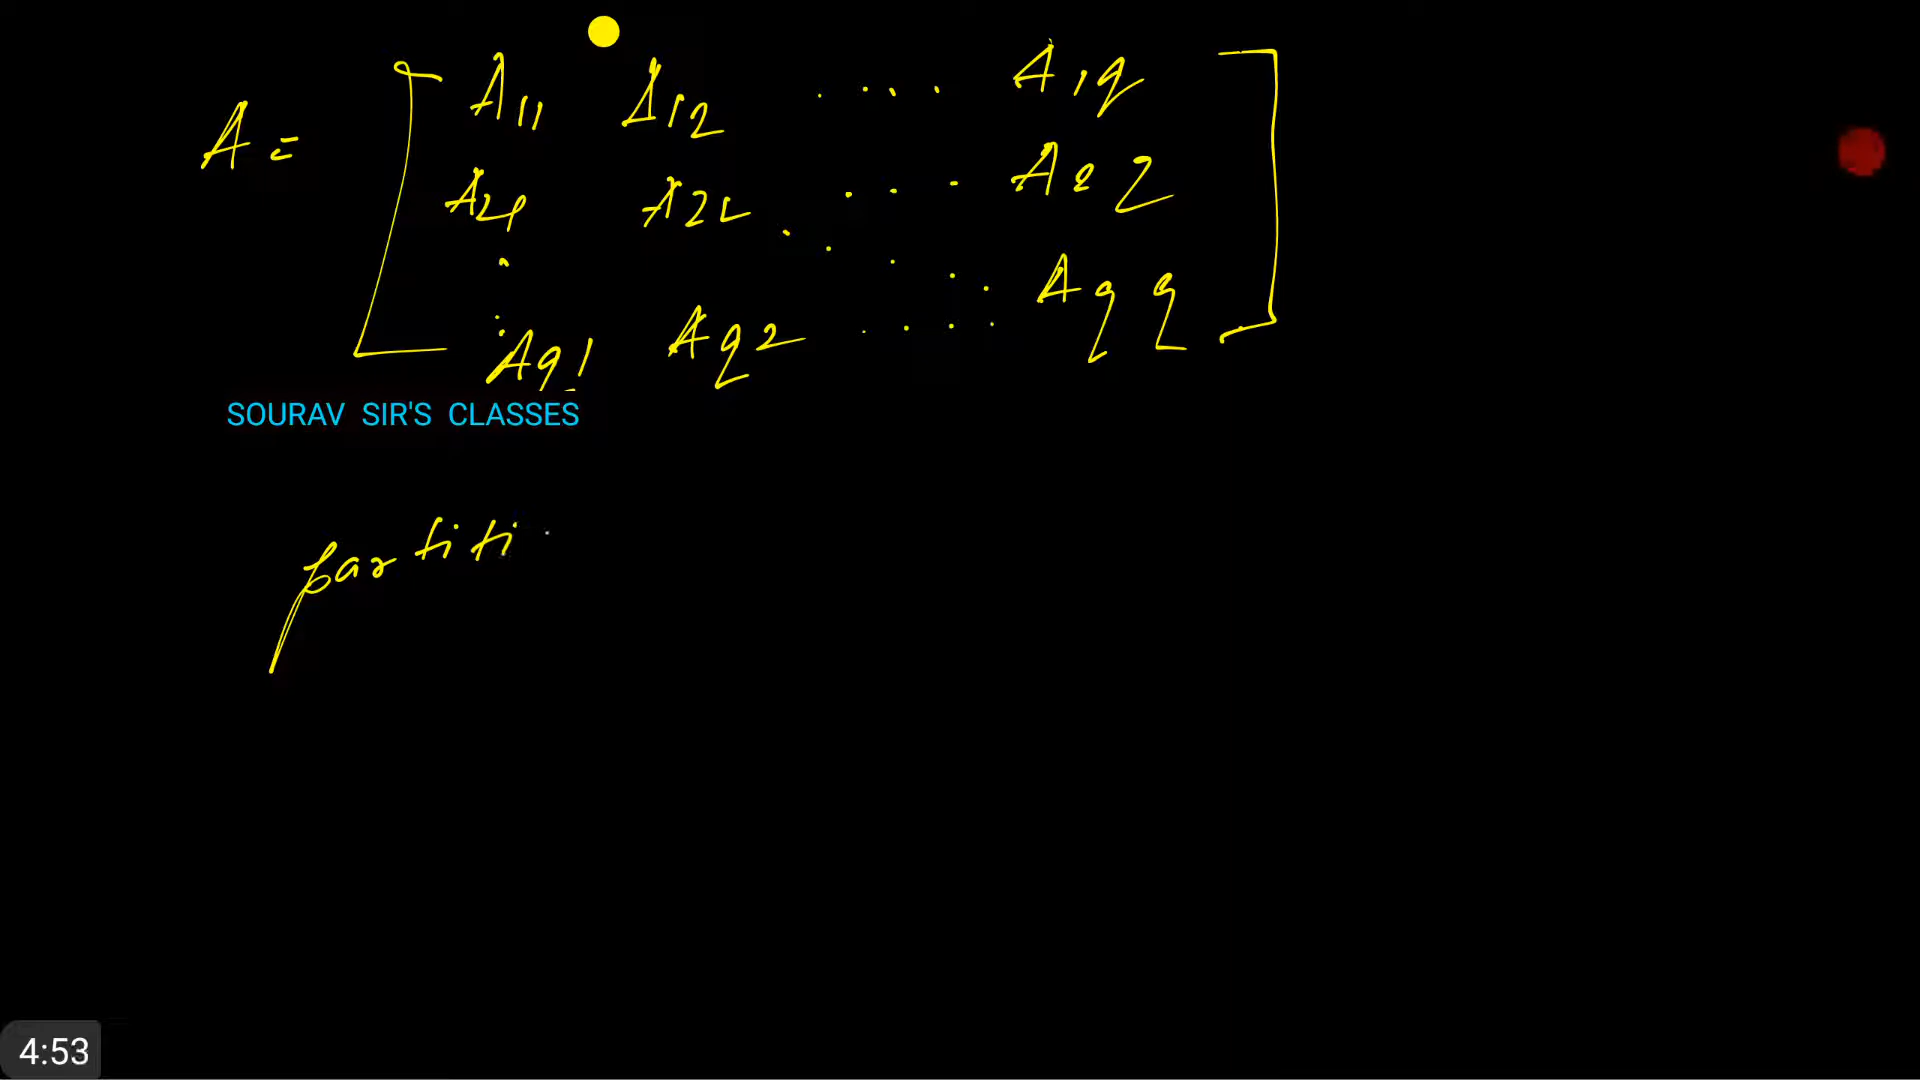 A = [ A11 A12 .... A1q
A21 A22 ... A2q
: Aq1 Aq2 .... Aqq ]
SOURAV SIR'S CLASSES
partiti
4:53